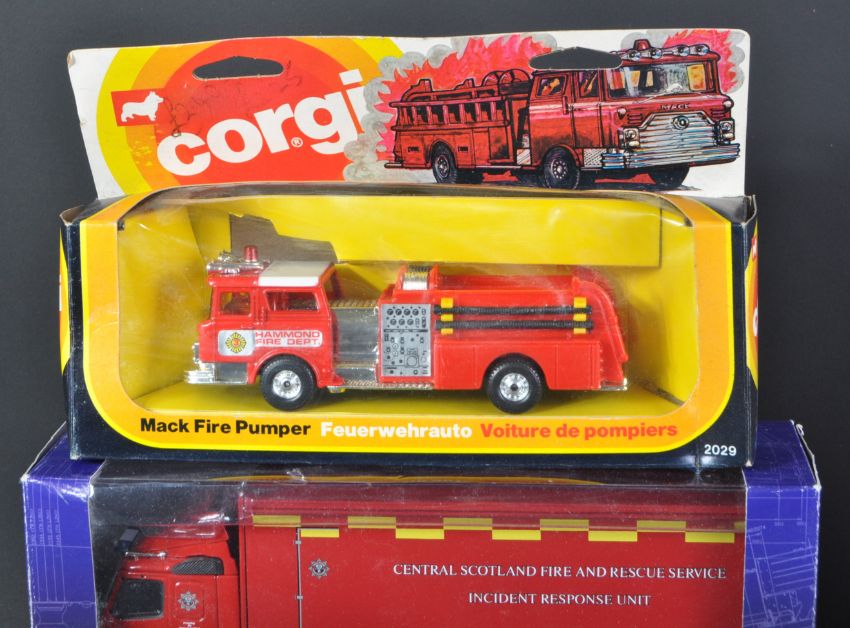 corgi®
MACK
HAMMOND
FIRE DEPT.
Mack Fire Pumper Feuerwehrauto Voiture de pompiers
2029
CENTRAL SCOTLAND FIRE AND RESCUE SERVICE
INCIDENT RESPONSE UNIT